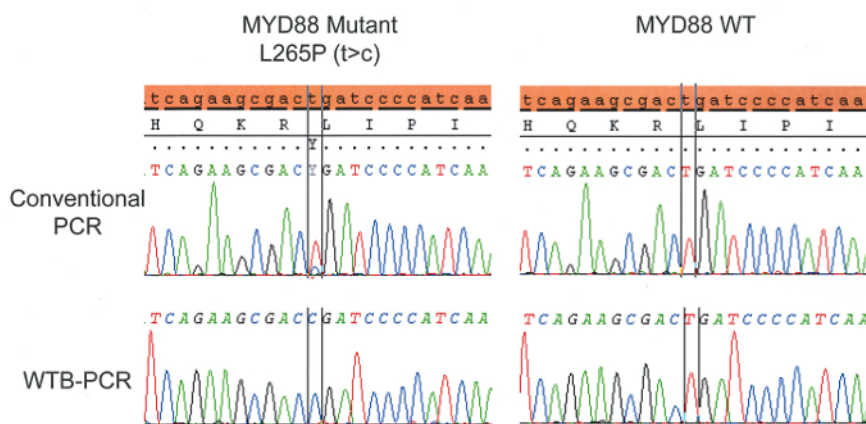 MYD88 Mutant
L265P (t>c)
MYD88 WT
tcagaagcgactgatccccatcaa
tcagaagcgactgatccccatcaa
H Q K R L I P I
H Q K R L I P I
Y
TCAGAAGCGACYGATCCCCATCAA
TCAGAAGCGACTGATCCCCATCAA
Conventional
PCR
TCAGAAGCGACCGATCCCCATCAA
TCAGAAGCGACTGATCCCCATCAA
WTB-PCR